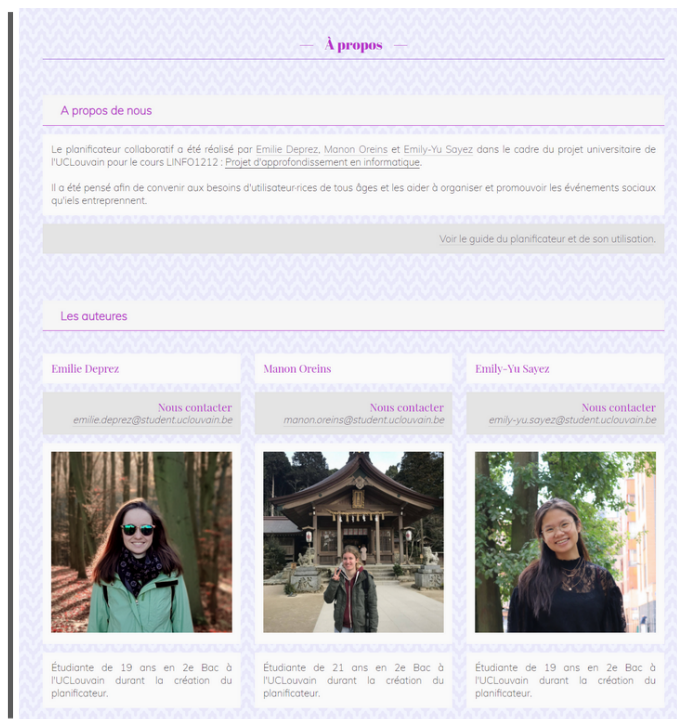 — À propos —
A propos de nous
Le planificateur collaboratif a été réalisé par Emilie Deprez, Manon Oreins et Emily-Yu Sayez dans le cadre du projet universitaire de
l'UCLouvain pour le cours LINFO1212 : Projet d'approfondissement en informatique.
Il a été pensé afin de convenir aux besoins d'utilisateur·rices de tous âges et les aider à organiser et promouvoir les événements sociaux
qu'iels entreprennent.
Voir le guide du planificateur et de son utilisation.
Les auteures
Emilie Deprez
Nous contacter
emilie.deprez@student.uclouvain.be
Étudiante de 19 ans en 2e Bac à
l'UCLouvain durant la création du
planificateur.
Manon Oreins
Nous contacter
manon.oreins@student.uclouvain.be
Étudiante de 21 ans en 2e Bac à
l'UCLouvain durant la création du
planificateur.
Emily-Yu Sayez
Nous contacter
emily-yu.sayez@student.uclouvain.be
Étudiante de 19 ans en 2e Bac à
l'UCLouvain durant la création du
planificateur.